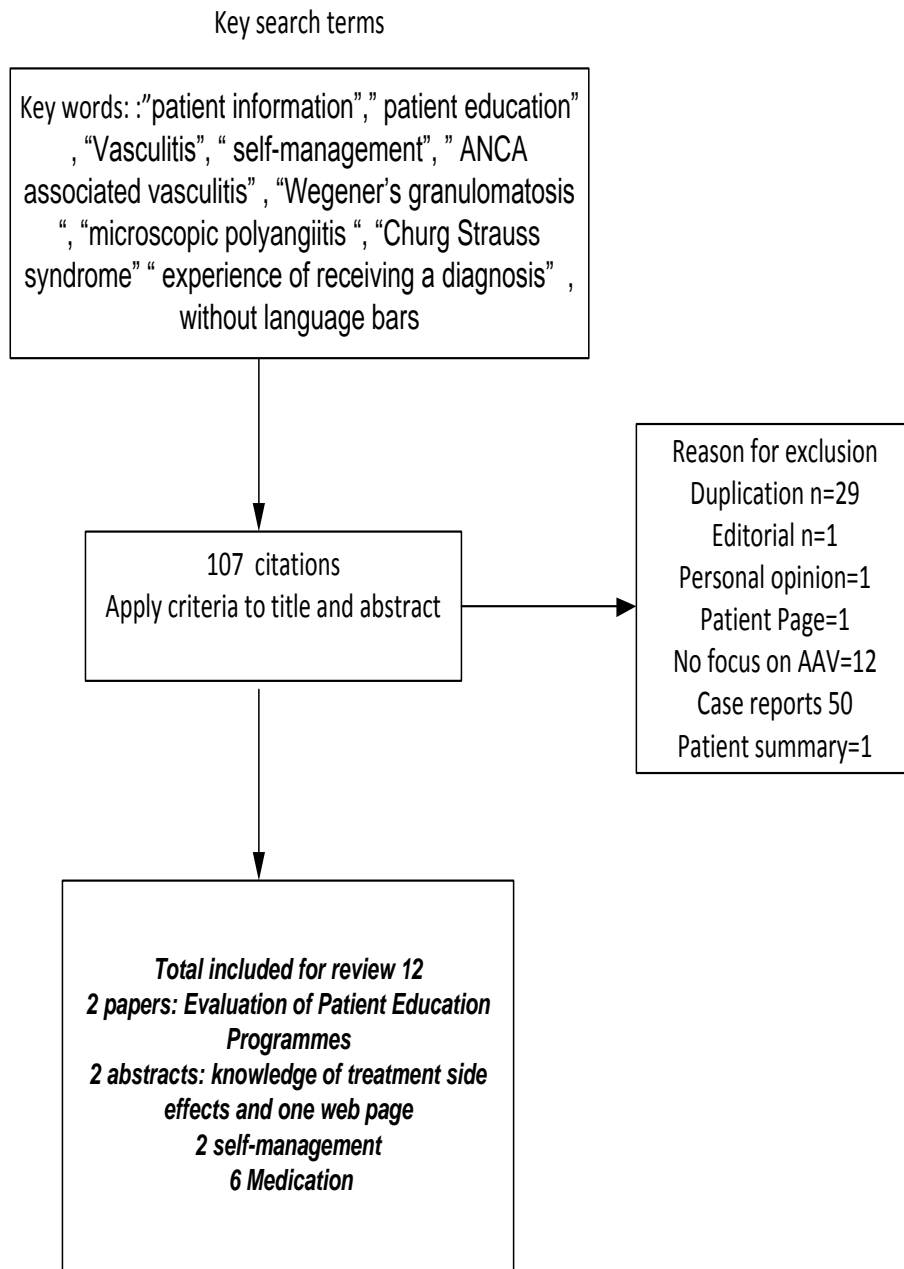 Key search terms
Key words: :”patient information”,” patient education”
, “Vasculitis”, “ self-management”, ” ANCA
associated vasculitis” , “Wegener’s granulomatosis
“, “microscopic polyangiitis “, “Churg Strauss
syndrome” “ experience of receiving a diagnosis”  ,
without language bars
107  citations
Apply criteria to title and abstract
Reason for exclusion
Duplication n=29
Editorial n=1
Personal opinion=1
Patient Page=1
No focus on AAV=12
Case reports 50
Patient summary=1
Total included for review 12
2 papers: Evaluation of Patient Education
Programmes
2 abstracts: knowledge of treatment side
effects and one web page
2 self-management
6 Medication